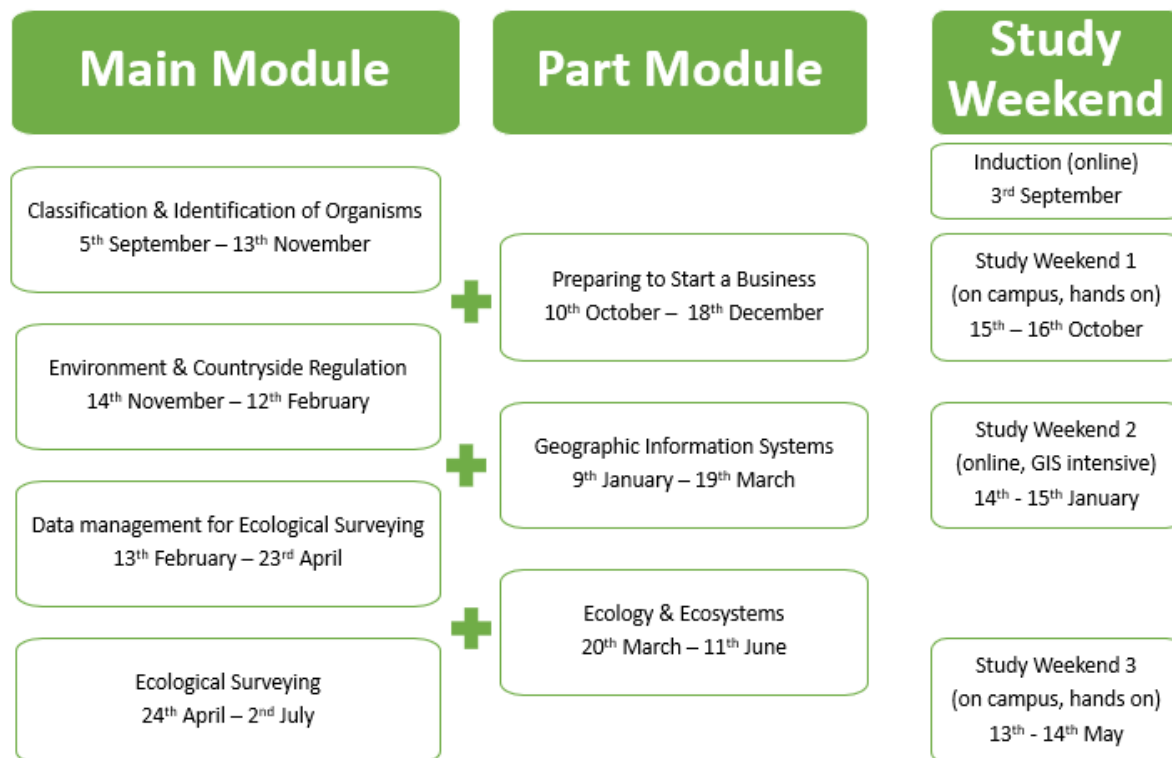 Main Module
Part Module
Study
Weekend
Classification & Identification of Organisms
5th September – 13th November
Environment & Countryside Regulation
14th November – 12th February
Data management for Ecological Surveying
13th February – 23rd April
Ecological Surveying
24th April – 2nd July
Preparing to Start a Business
10th October – 18th December
Geographic Information Systems
9th January – 19th March
Ecology & Ecosystems
20th March – 11th June
Induction (online)
3rd September
Study Weekend 1
(on campus, hands on)
15th – 16th October
Study Weekend 2
(online, GIS intensive)
14th - 15th January
Study Weekend 3
(on campus, hands on)
13th - 14th May